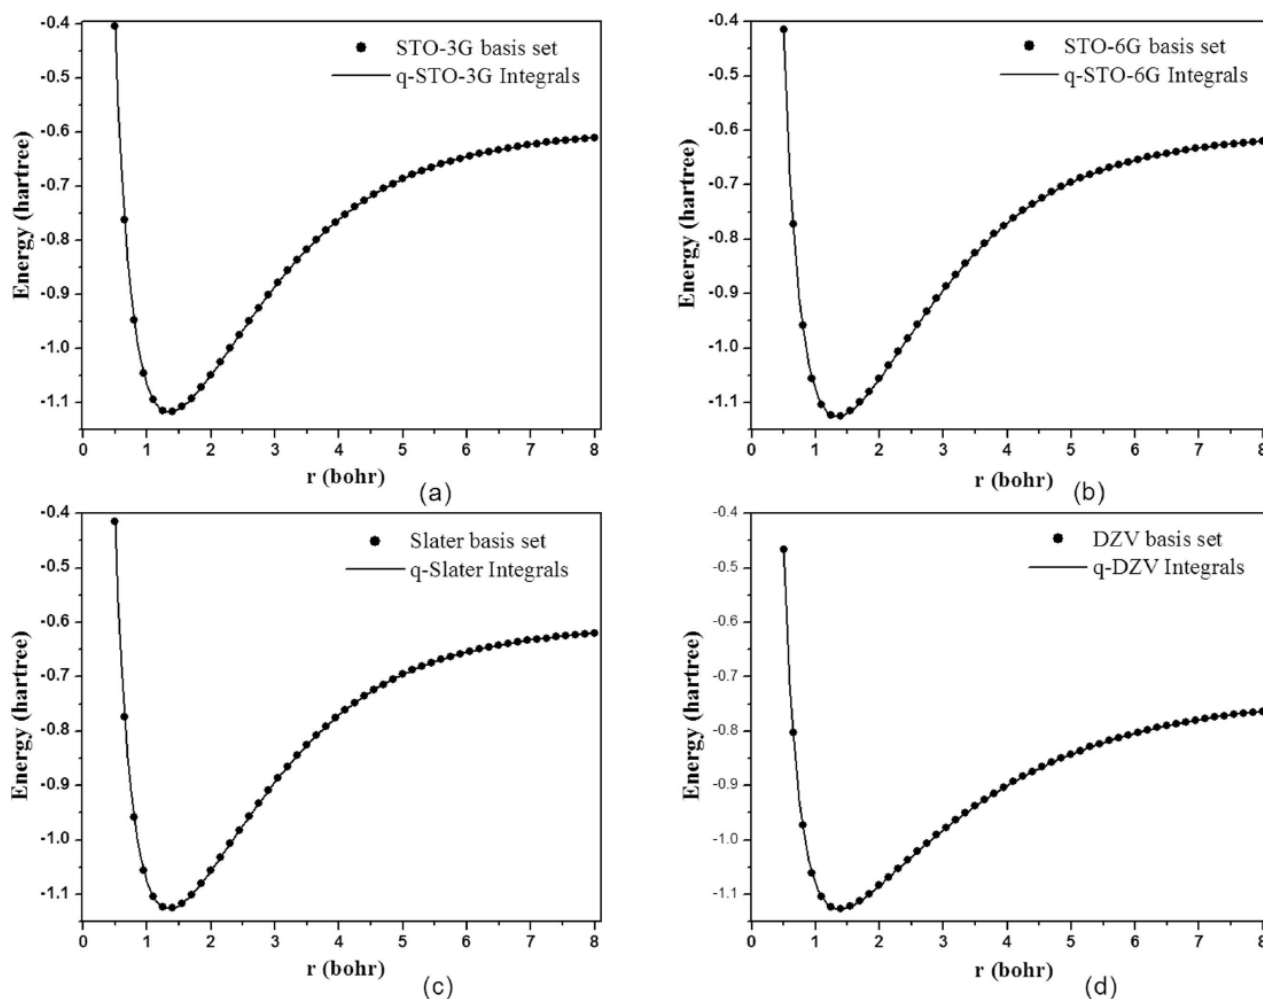 -0.4
-0.5
-0.6
-0.7
-0.8
-0.9
-1.0
-1.1
Energy (hartree)
STO-3G basis set
q-STO-3G Integrals
0 1 2 3 4 5 6 7 8
r (bohr)
(a)
-0.4
-0.5
-0.6
-0.7
-0.8
-0.9
-1.0
-1.1
Energy (hartree)
STO-6G basis set
q-STO-6G Integrals
0 1 2 3 4 5 6 7 8
r (bohr)
(b)
-0.4
-0.5
-0.6
-0.7
-0.8
-0.9
-1.0
-1.1
Energy (hartree)
Slater basis set
q-Slater Integrals
0 1 2 3 4 5 6 7 8
r (bohr)
(c)
-0.4
-0.5
-0.6
-0.7
-0.8
-0.9
-1.0
-1.1
Energy (hartree)
DZV basis set
q-DZV Integrals
0 1 2 3 4 5 6 7 8
r (bohr)
(d)